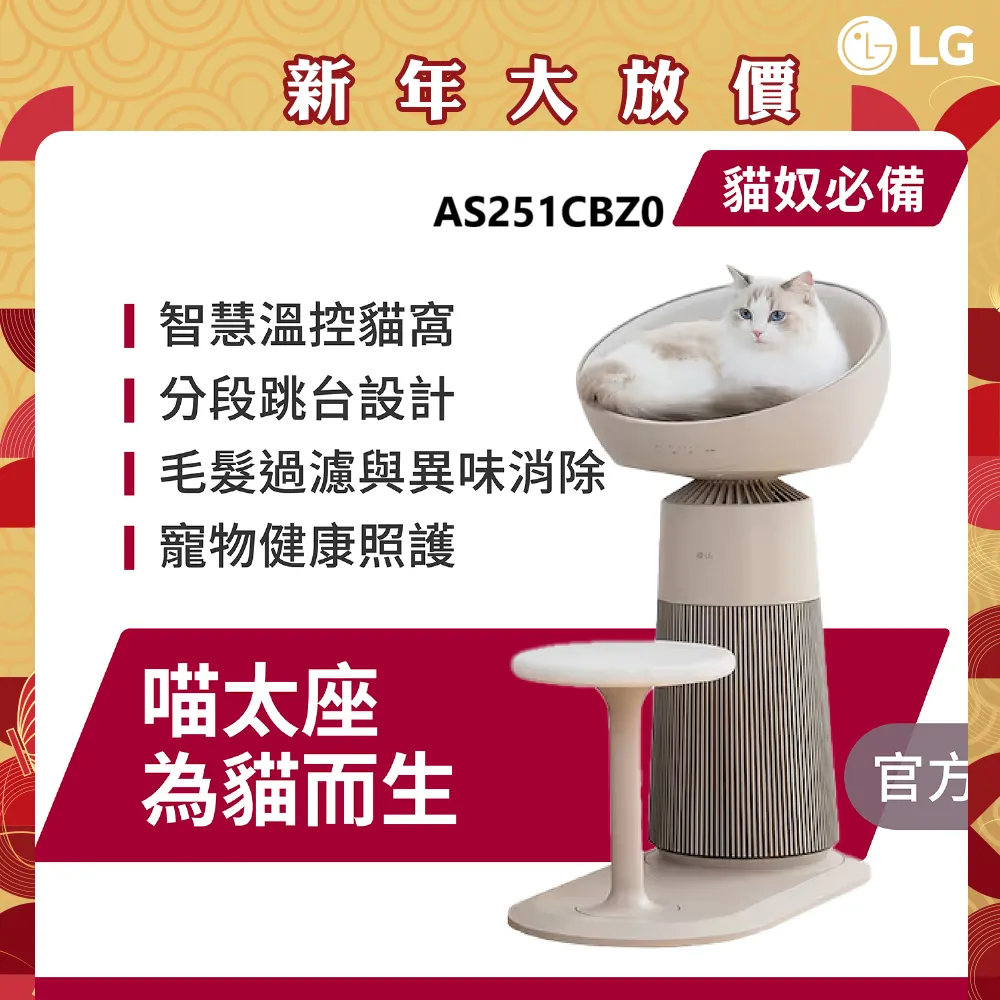 LG
新年大放價
貓奴必備
AS251CBZ0
智慧溫控貓窩
分段跳台設計
毛髮過濾與異味消除
寵物健康照護
LG
喵太座
為貓而生
官方